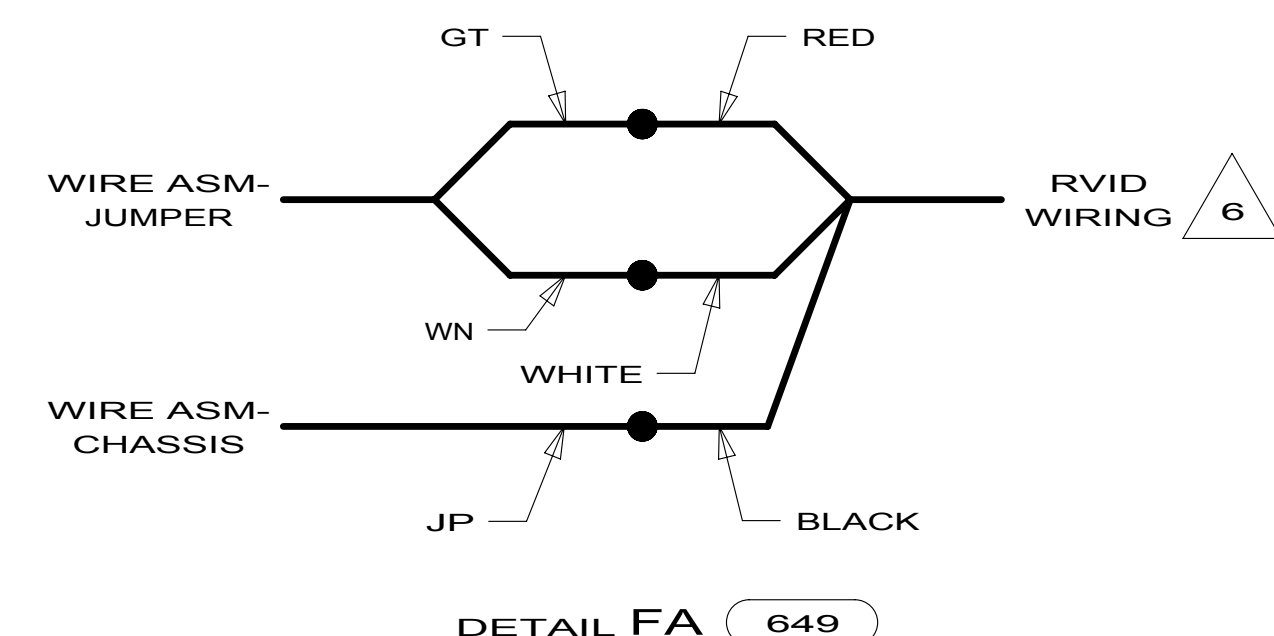 GT
RED
WIRE ASM-
JUMPER
RVID
WIRING
6
WN
WHITE
WIRE ASM-
CHASSIS
JP
BLACK
DETAIL FA 649